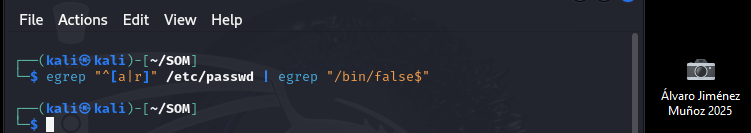 File Actions Edit View Help
┌──(kali㉿kali)-[~/SOM]
└─$ egrep "^[a|r]" /etc/passwd | egrep "/bin/false$"
┌──(kali㉿kali)-[~/SOM]
└─$
Álvaro Jiménez
Muñoz 2025